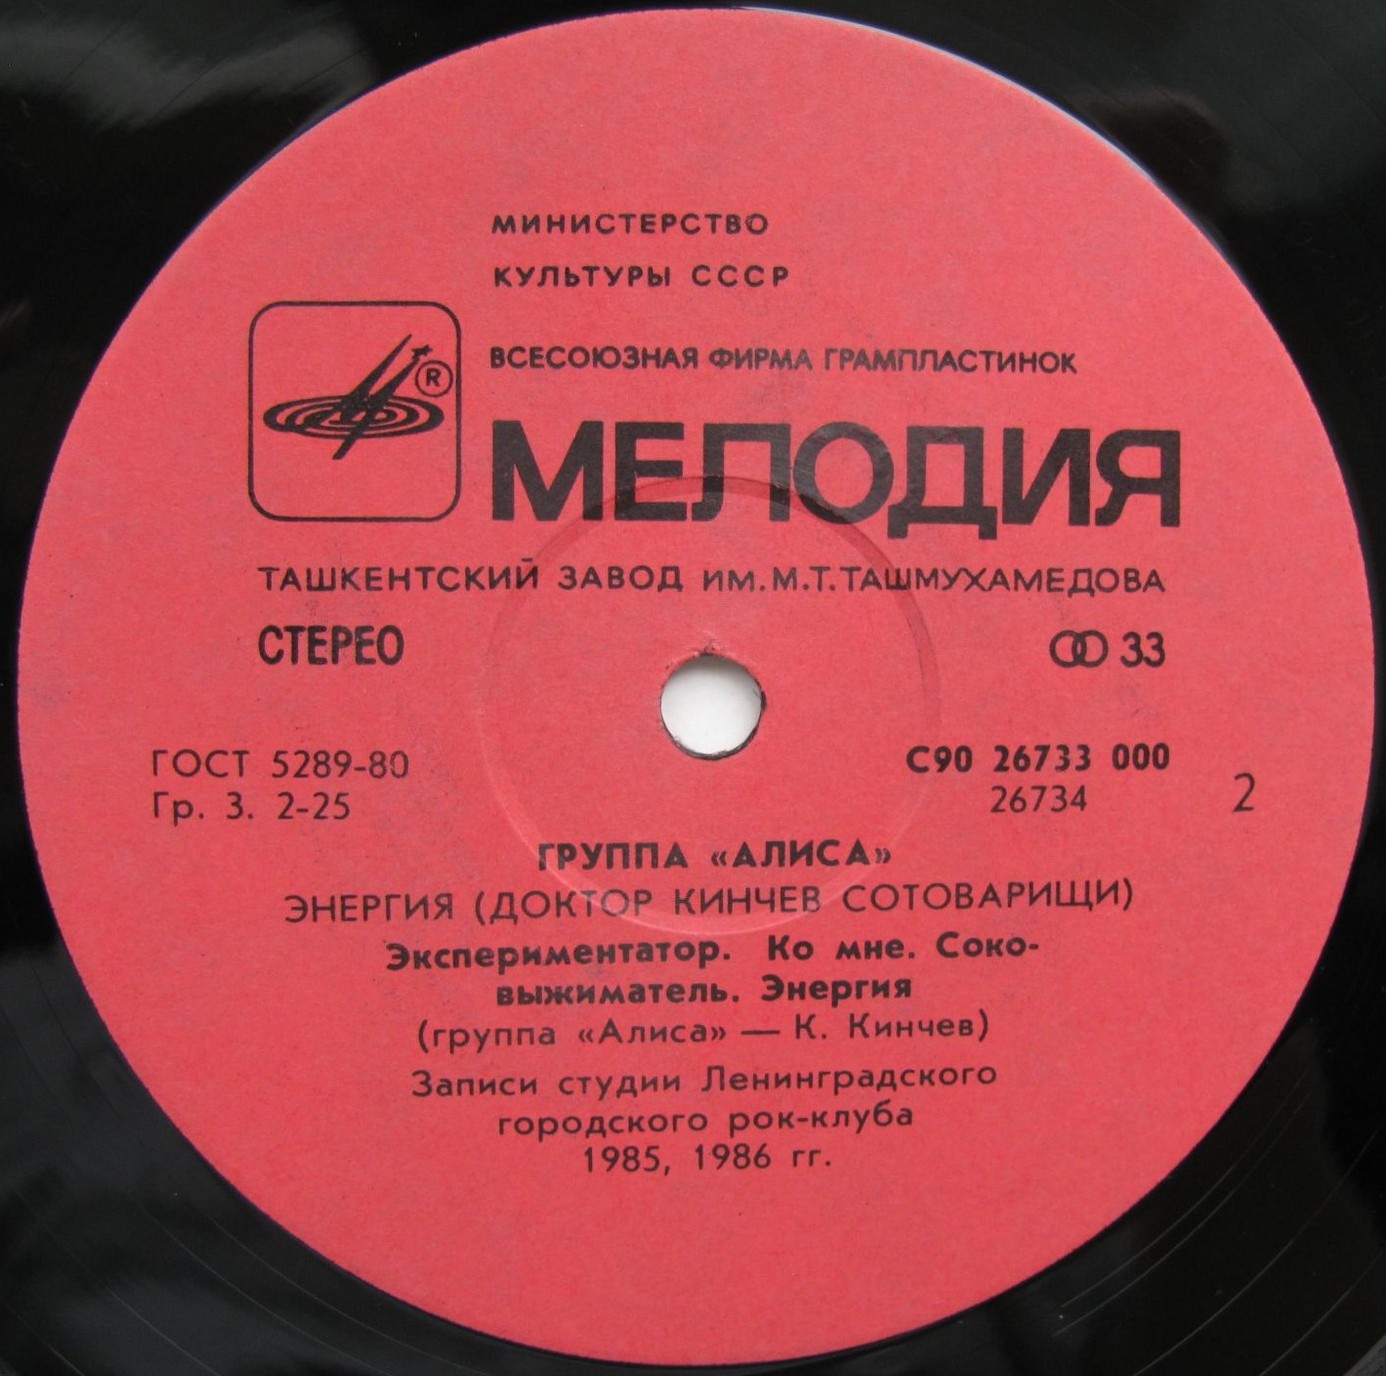 МИНИСТЕРСТВО
КУЛЬТУРЫ СССР
ВСЕСОЮЗНАЯ ФИРМА ГРАМПЛАСТИНОК
R
МЕЛОДИЯ
ТАШКЕНТСКИЙ ЗАВОД ИМ. М.Т. ТАШМУХАМЕДОВА
СТЕРЕО
33
ГОСТ 5289-80
Гр. 3. 2-25
С90 26733 000
26734
2
ГРУППА «АЛИСА»
ЭНЕРГИЯ (ДОКТОР КИНЧЕВ СОТОВАРИЩИ)
Экспериментатор. Ко мне. Соко-
выжиматель. Энергия
(группа «Алиса» — К. Кинчев)
Записи студии Ленинградского
городского рок-клуба
1985, 1986 гг.